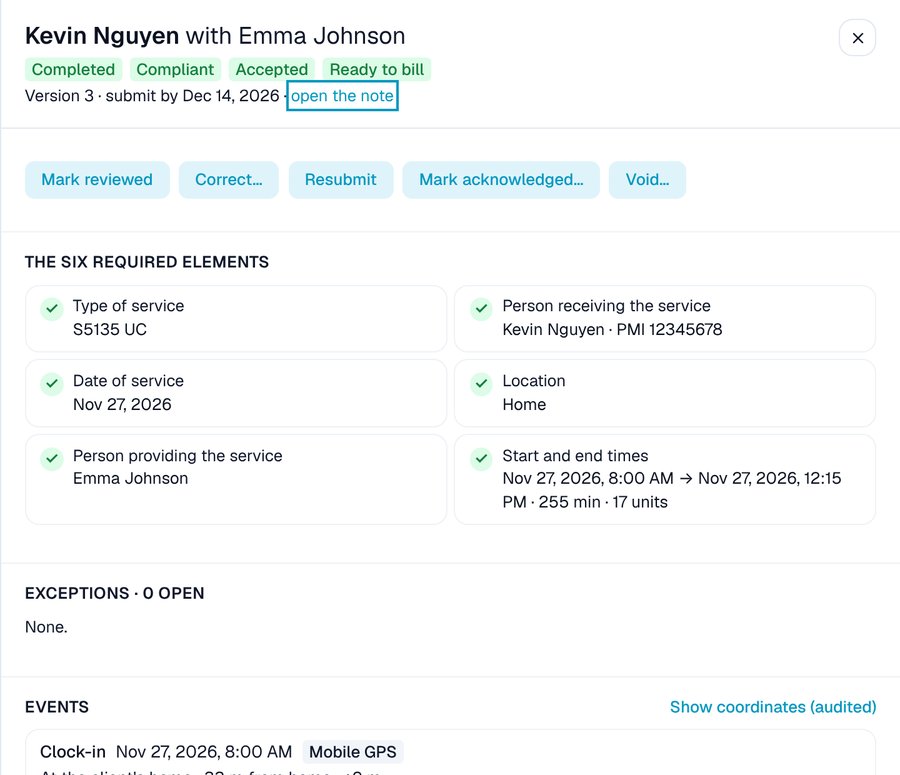 Kevin Nguyen with Emma Johnson
Completed Compliant Accepted Ready to bill
Version 3 · submit by Dec 14, 2026 · open the note
Mark reviewed Correct... Resubmit Mark acknowledged... Void...
THE SIX REQUIRED ELEMENTS
Type of service
S5135 UC
Person receiving the service
Kevin Nguyen · PMI 12345678
Date of service
Nov 27, 2026
Location
Home
Person providing the service
Emma Johnson
Start and end times
Nov 27, 2026, 8:00 AM → Nov 27, 2026, 12:15
PM · 255 min · 17 units
EXCEPTIONS · 0 OPEN
None.
EVENTS Show coordinates (audited)
Clock-in Nov 27, 2026, 8:00 AM Mobile GPS